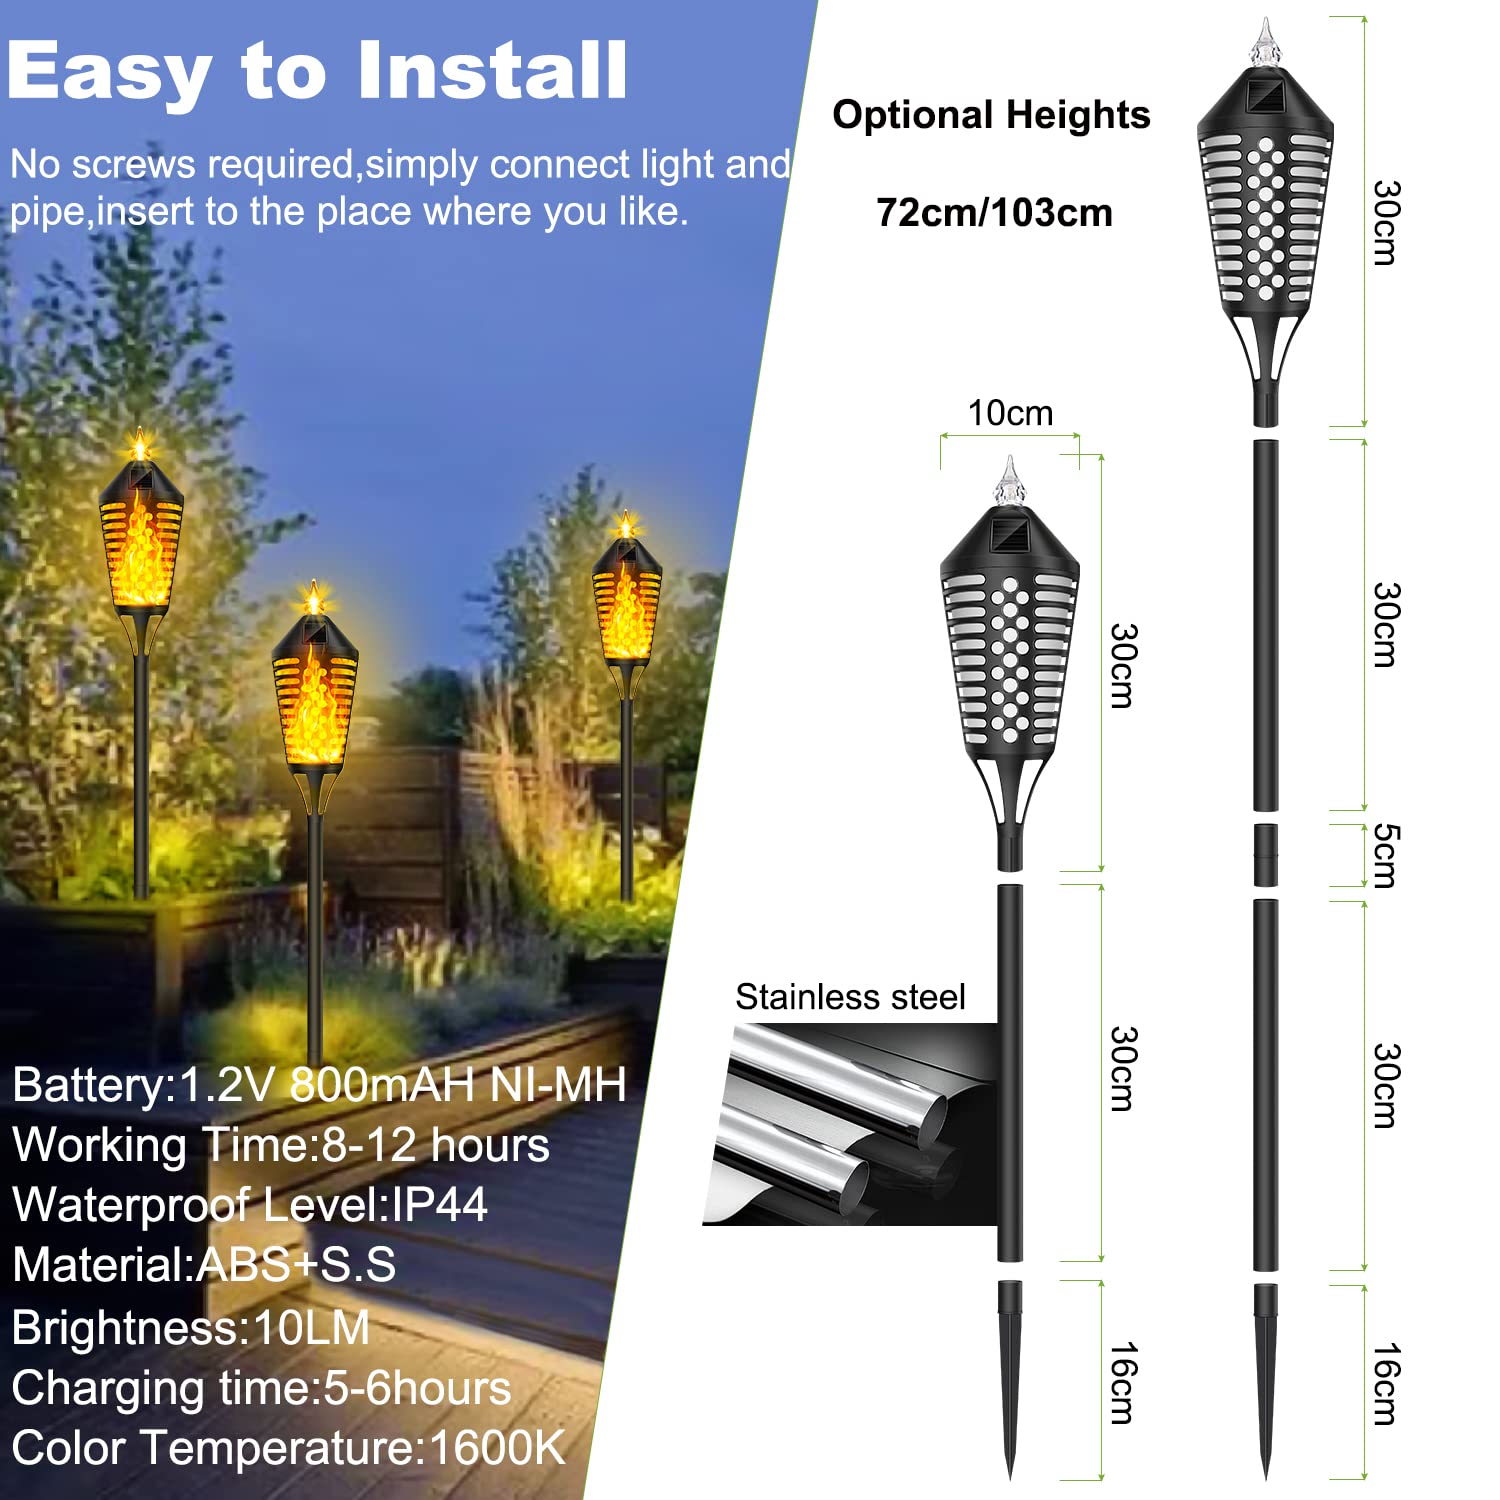 Easy to Install
No screws required,simply connect light and
pipe,insert to the place where you like.
Battery:1.2V 800mAH NI-MH
Working Time:8-12 hours
Waterproof Level:IP44
Material:ABS+S.S
Brightness:10LM
Charging time:5-6hours
Color Temperature:1600K
Optional Heights
72cm/103cm
10cm
30cm
30cm
16cm
Stainless steel
30cm
30cm
5cm
30cm
16cm